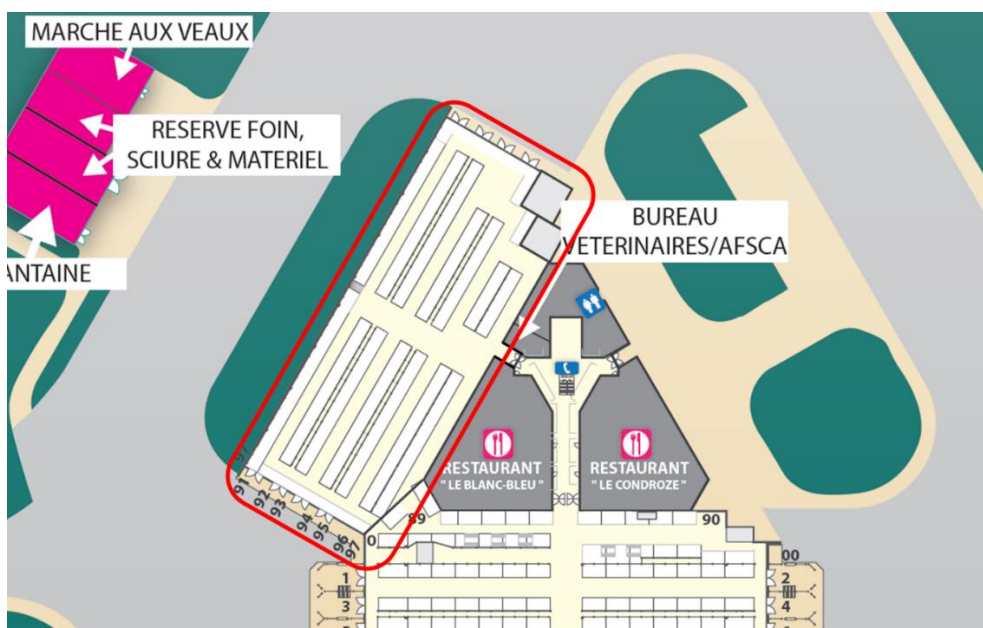 MARCHE AUX VEAUX
RESERVE FOIN,
SCIURE & MATERIEL
ANTAINE
BUREAU
VETERINAIRES/AFSCA
RESTAURANT
" LE BLANC-BLEU "
RESTAURANT
" LE CONDROZE "
97
91
92
93
94
95
96
97
89
90
0
00
1
2
3
4